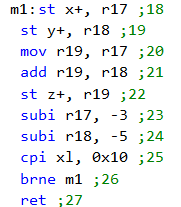 m1:st x+, r17 ;18
st y+, r18 ;19
mov r19, r17 ;20
add r19, r18 ;21
st z+, r19 ;22
subi r17, -3 ;23
subi r18, -5 ;24
cpi xl, 0x10 ;25
brne m1 ;26
ret ;27